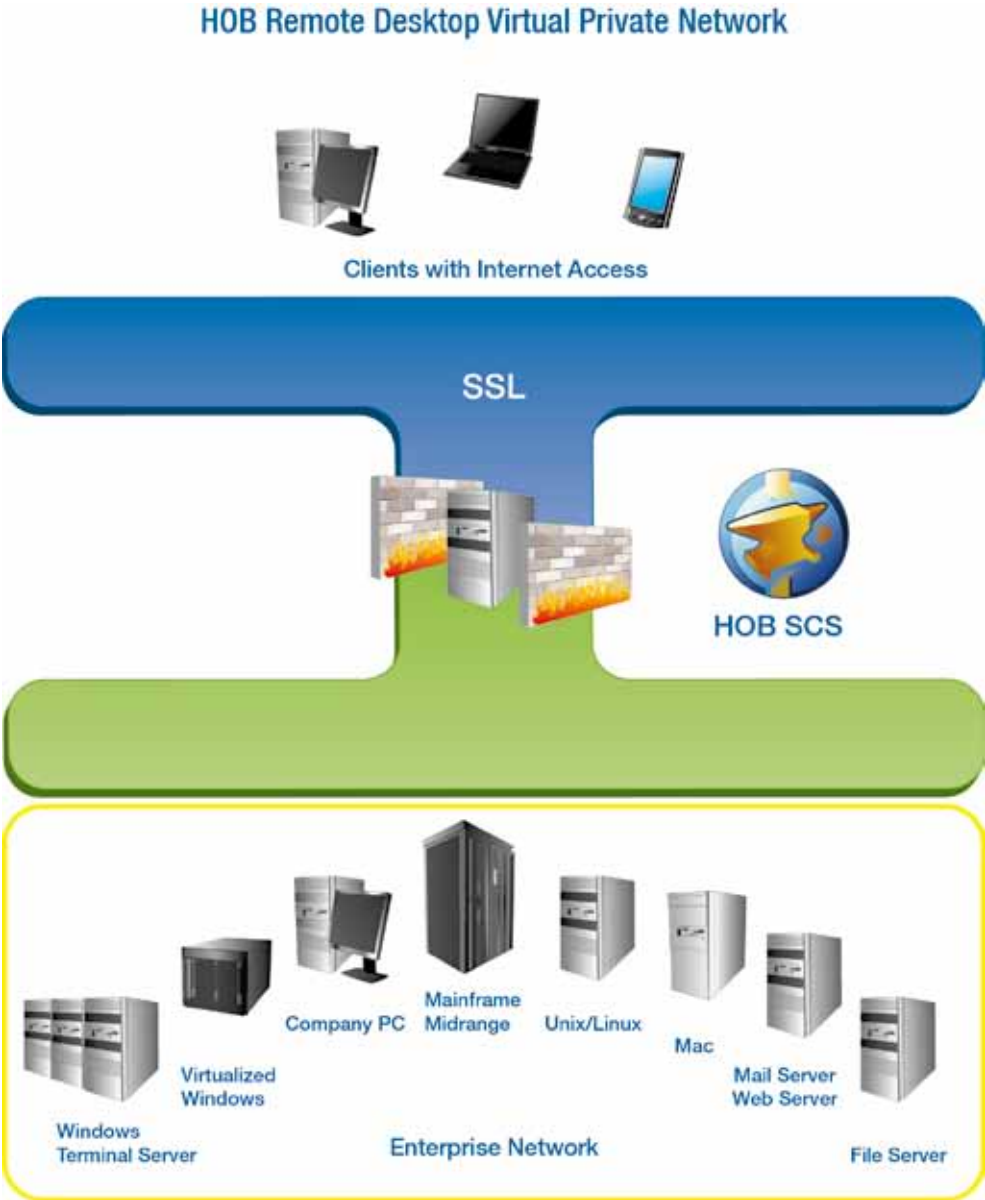 HOB Remote Desktop Virtual Private Network
Clients with Internet Access
SSL
HOB SCS
Windows
Terminal Server
Virtualized
Windows
Company PC
Mainframe
Midrange
Unix/Linux
Mac
Mail Server
Web Server
File Server
Enterprise Network